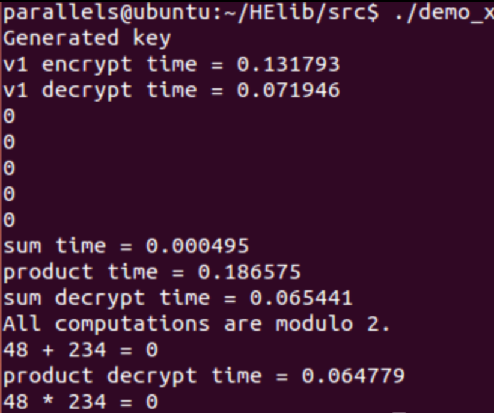 parallels@ubuntu:~/HElib/src$ ./demo_x
Generated key
v1 encrypt time = 0.131793
v1 decrypt time = 0.071946
0
0
0
0
0
sum time = 0.000495
product time = 0.186575
sum decrypt time = 0.065441
All computations are modulo 2.
48 + 234 = 0
product decrypt time = 0.064779
48 * 234 = 0